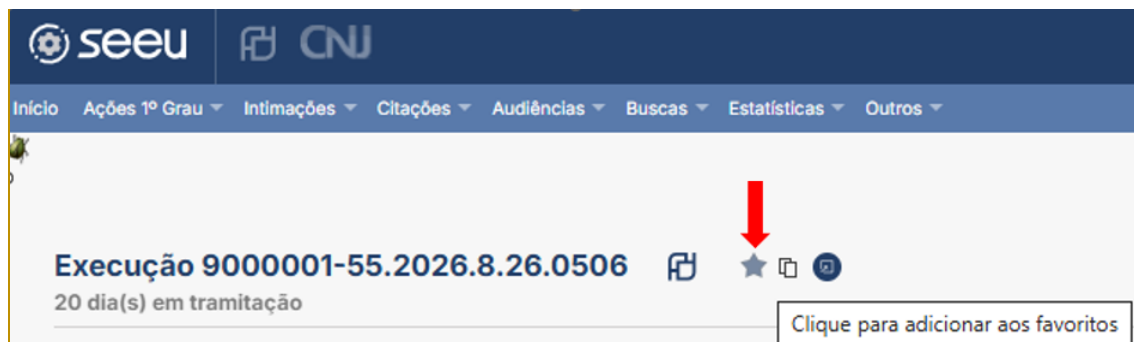 seeu CNJ
Início Ações 1º Grau Intimações Citações Audiências Buscas Estatísticas Outros
Execução 9000001-55.2026.8.26.0506
20 dia(s) em tramitação
Clique para adicionar aos favoritos